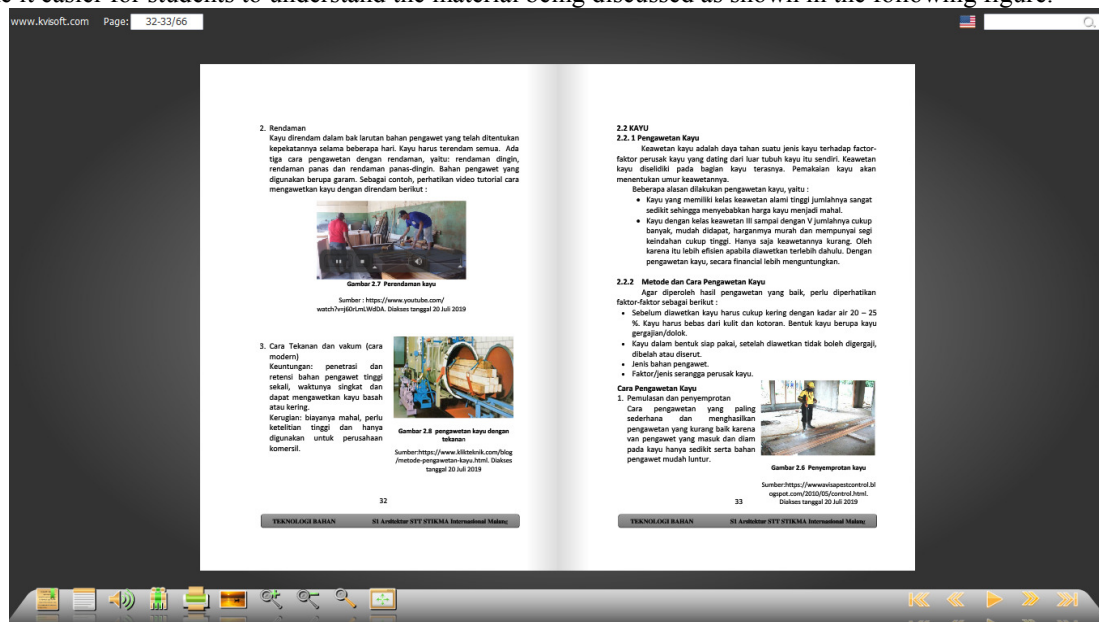 e it easier for students to understand the material being discussed as shown in the following figure.
www.kvisoft.com Page: 32-33/66
2. Rendaman
Kayu direndam dalam bak larutan bahan pengawet yang telah ditentukan
kepekatannya selama beberapa hari. Kayu harus terendam semua. Ada
tiga cara pengawetan dengan rendaman, yaitu: rendaman dingin,
rendaman panas dan rendaman panas-dingin. Bahan pengawet yang
digunakan berupa garam. Sebagai contoh, perhatikan video tutorial cara
mengawetkan kayu dengan direndam berikut :
Gambar 2.7 Perendaman kayu
Sumber : https://www.youtube.com/
watch?v=j60rLmLWdDA. Diakses tanggal 20 Juli 2019
3. Cara Tekanan dan vakum (cara
modern)
Keuntungan: penetrasi dan
retensi bahan pengawet tinggi
sekali, waktunya singkat dan
dapat mengawetkan kayu basah
atau kering.
Kerugian: biayanya mahal, perlu
ketelitian tinggi dan hanya
digunakan untuk perusahaan
komersil.
Gambar 2.8 pengawetan kayu dengan
tekanan
Sumber:https://www.klikteknik.com/blog
/metode-pengawetan-kayu.html. Diakses
tanggal 20 Juli 2019
32
TEKNOLOGI BAHAN S1 Arsitektur STT STIKMA Internasional Malang
2.2 KAYU
2.2. 1 Pengawetan Kayu
Keawetan kayu adalah daya tahan suatu jenis kayu terhadap factor-
faktor perusak kayu yang dating dari luar tubuh kayu itu sendiri. Keawetan
kayu diselidiki pada bagian kayu terasnya. Pemakaian kayu akan
menentukan umur keawetannya.
Beberapa alasan dilakukan pengawetan kayu, yaitu :
• Kayu yang memiliki kelas keawetan alami tinggi jumlahnya sangat
sedikit sehingga menyebabkan harga kayu menjadi mahal.
• Kayu dengan kelas keawetan III sampai dengan V jumlahnya cukup
banyak, mudah didapat, harganmya murah dan mempunyai segi
keindahan cukup tinggi. Hanya saja keawetannya kurang. Oleh
karena itu lebih efisien apabila diawetkan terlebih dahulu. Dengan
pengawetan kayu, secara financial lebih menguntungkan.
2.2.2 Metode dan Cara Pengawetan Kayu
Agar diperoleh hasil pengawetan yang baik, perlu diperhatikan
faktor-faktor sebagai berikut :
• Sebelum diawetkan kayu harus cukup kering dengan kadar air 20 – 25
%. Kayu harus bebas dari kulit dan kotoran. Bentuk kayu berupa kayu
gergajian/dolok.
• Kayu dalam bentuk siap pakai, setelah diawetkan tidak boleh digergaji,
dibelah atau diserut.
• Jenis bahan pengawet.
• Faktor/jenis serangga perusak kayu.
Cara Pengawetan Kayu
1. Pemulasan dan penyemprotan
Cara pengawetan yang paling
sederhana dan menghasilkan
pengawetan yang kurang baik karena
van pengawet yang masuk dan diam
pada kayu hanya sedikit serta bahan
pengawet mudah luntur.
Gambar 2.6 Penyemprotan kayu
Sumber:https://wwwavisapestcontrol.bl
ogspot.com/2010/05/control.html.
Diakses tanggal 20 Juli 2019
33
TEKNOLOGI BAHAN S1 Arsitektur STT STIKMA Internasional Malang